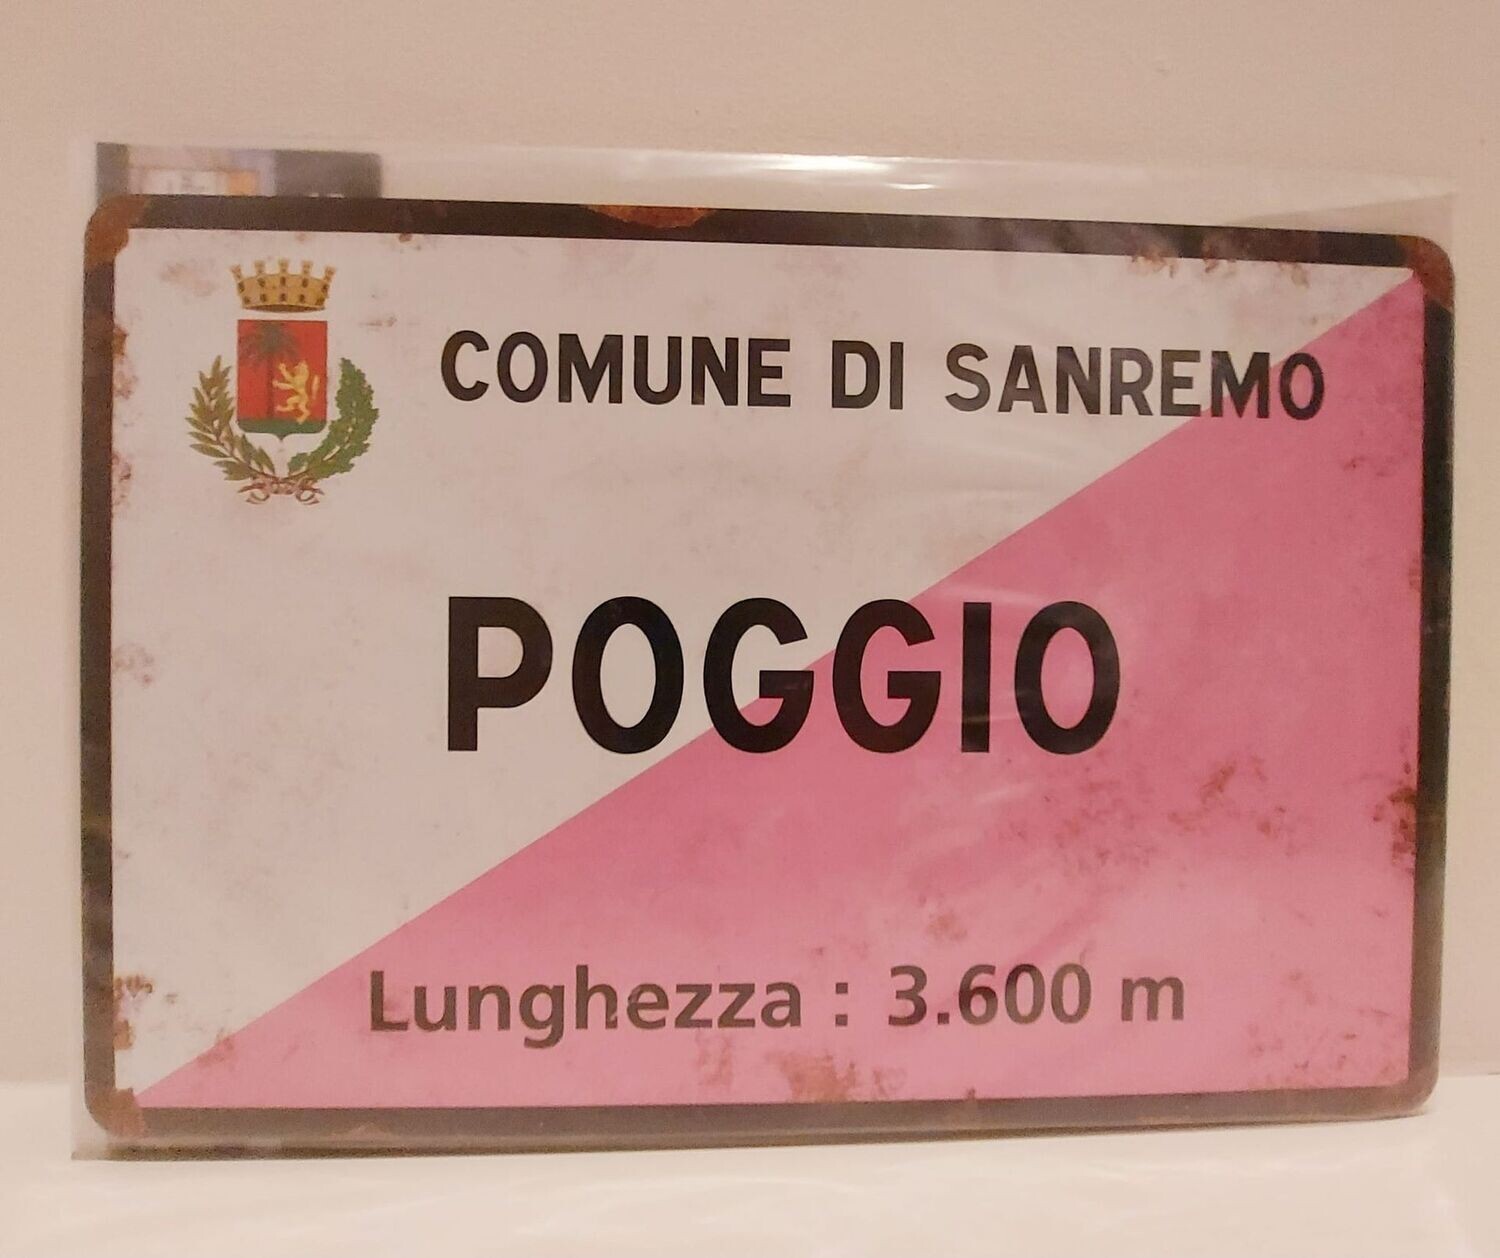 COMUNE DI SANREMO
POGGIO
Lunghezza : 3.600 m